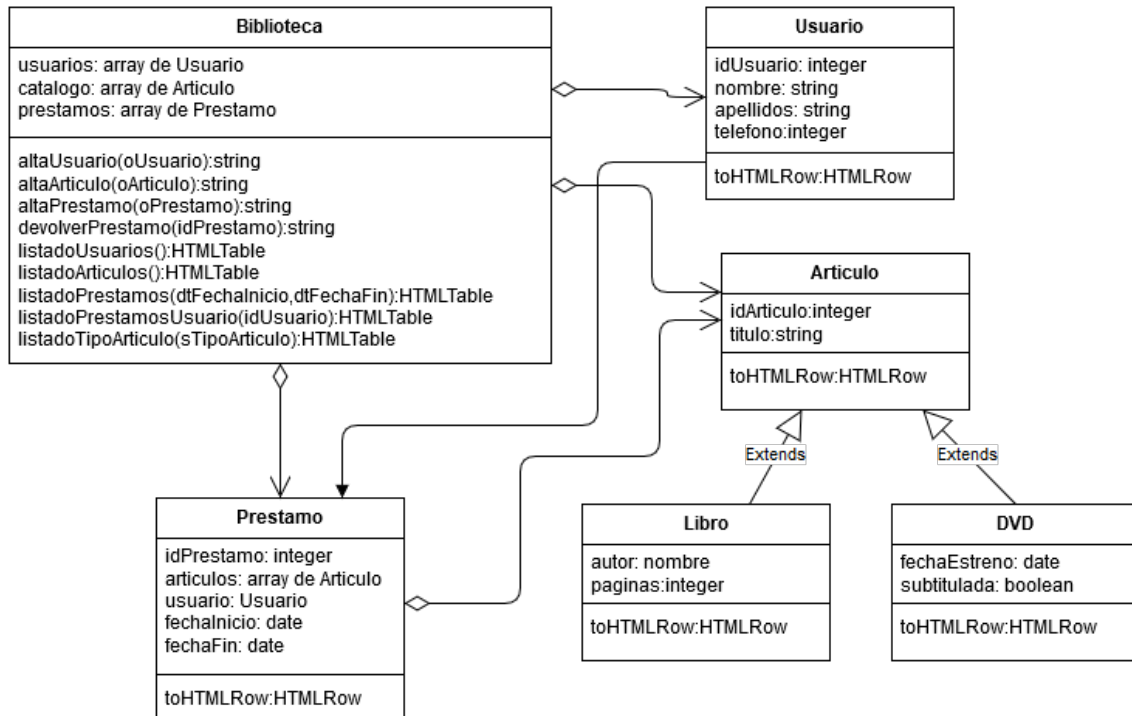 Biblioteca
usuarios: array de Usuario
catalogo: array de Articulo
prestamos: array de Prestamo
altaUsuario(oUsuario):string
altaArticulo(oArticulo):string
altaPrestamo(oPrestamo):string
devolverPrestamo(idPrestamo):string
listadoUsuarios():HTMLTable
listadoArticulos():HTMLTable
listadoPrestamos(dtFechaInicio,dtFechaFin):HTMLTable
listadoPrestamosUsuario(idUsuario):HTMLTable
listadoTipoArticulo(sTipoArticulo):HTMLTable
Usuario
idUsuario: integer
nombre: string
apellidos: string
telefono:integer
toHTMLRow:HTMLRow
Articulo
idArticulo:integer
titulo:string
toHTMLRow:HTMLRow
Extends
Extends
Prestamo
idPrestamo: integer
articulos: array de Articulo
usuario: Usuario
fechaInicio: date
fechaFin: date
toHTMLRow:HTMLRow
Libro
autor: nombre
paginas:integer
toHTMLRow:HTMLRow
DVD
fechaEstreno: date
subtitulada: boolean
toHTMLRow:HTMLRow